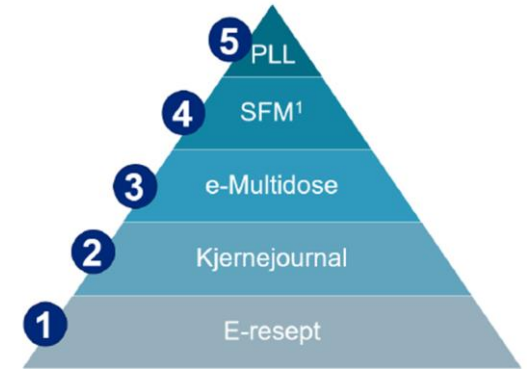 5 PLL
4 SFM¹
3 e-Multidose
2 Kjernejournal
1 E-resept